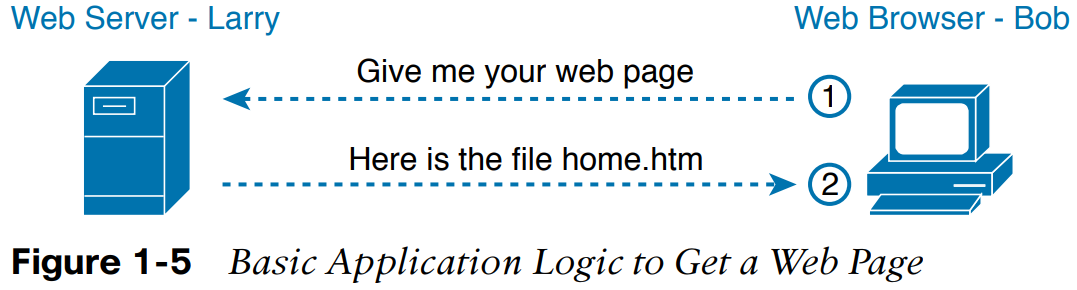 Web Server - Larry
Web Browser - Bob
Give me your web page
1
Here is the file home.htm
2
Figure 1-5 Basic Application Logic to Get a Web Page